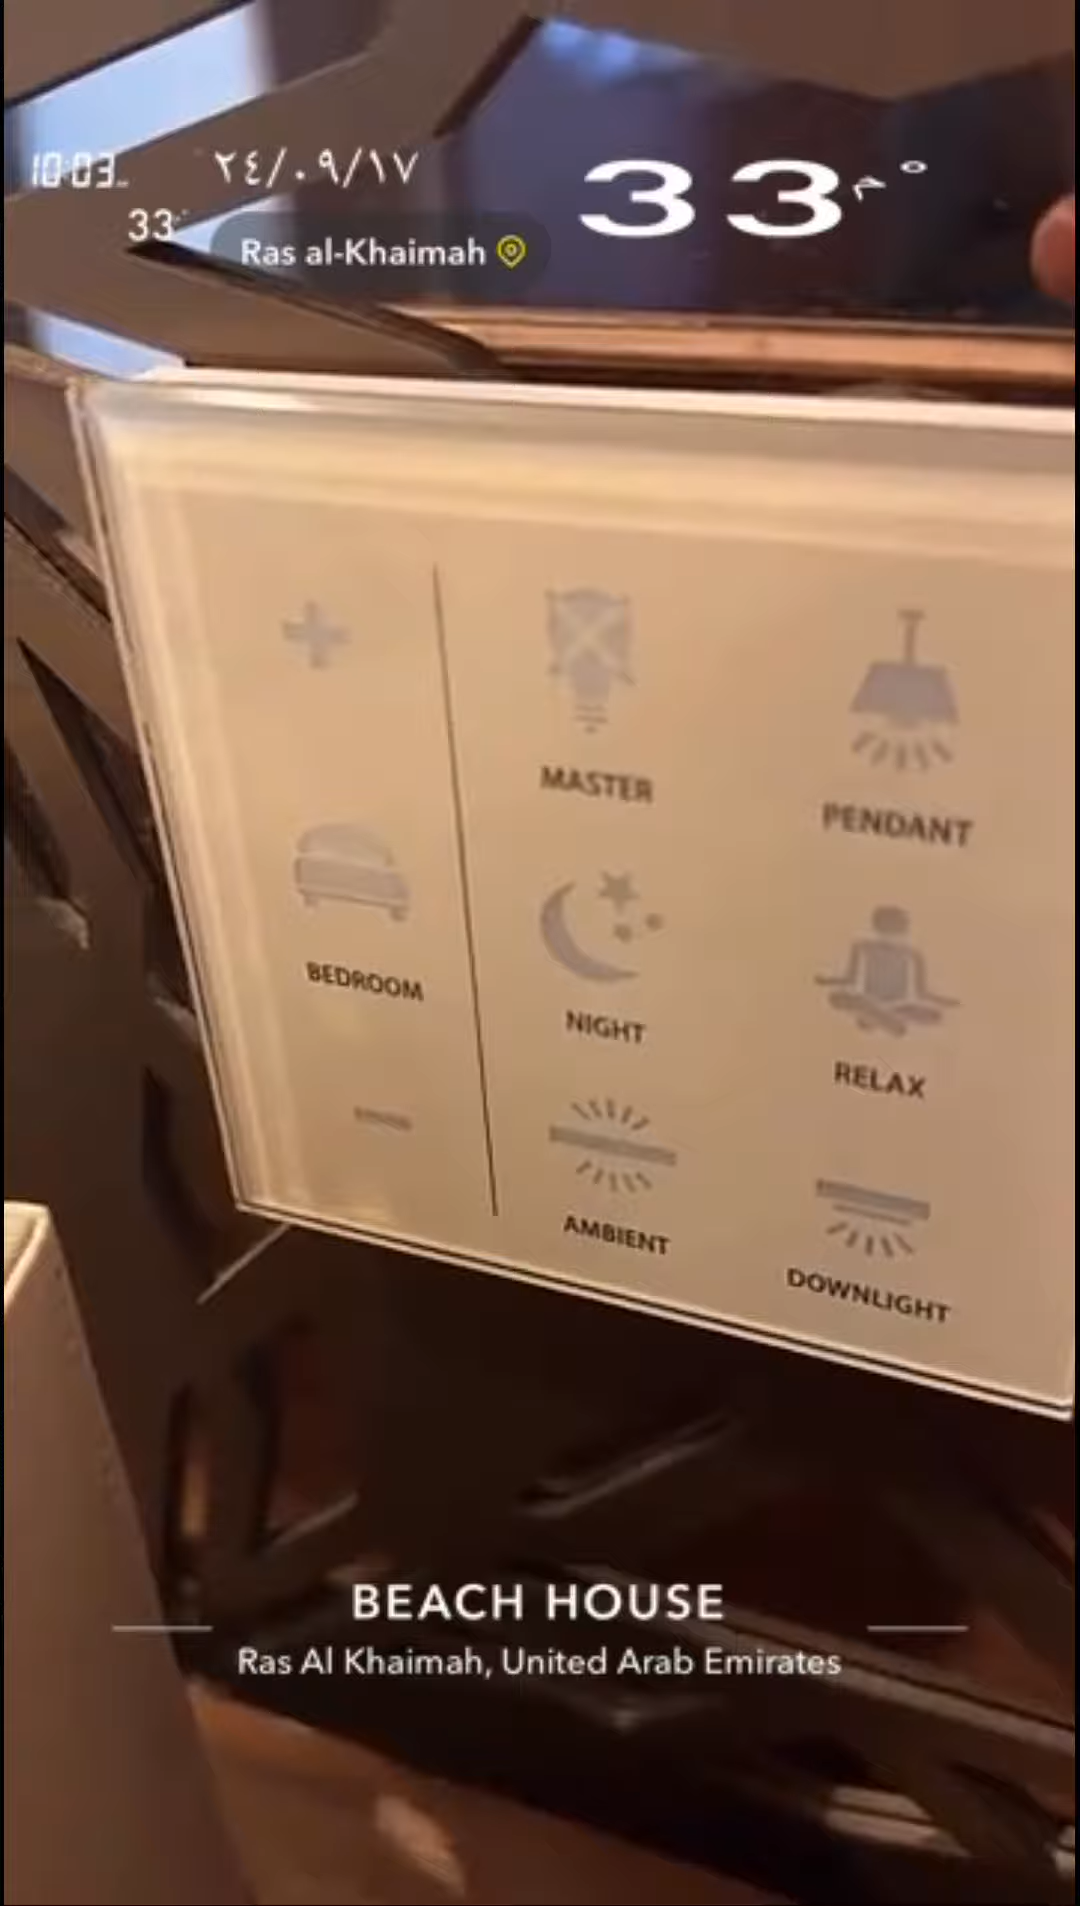 10:03
٢٤/٠٩/١٧
33°
33°
Ras al-Khaimah
MASTER
PENDANT
BEDROOM
NIGHT
RELAX
AMBIENT
DOWNLIGHT
BEACH HOUSE
Ras Al Khaimah, United Arab Emirates